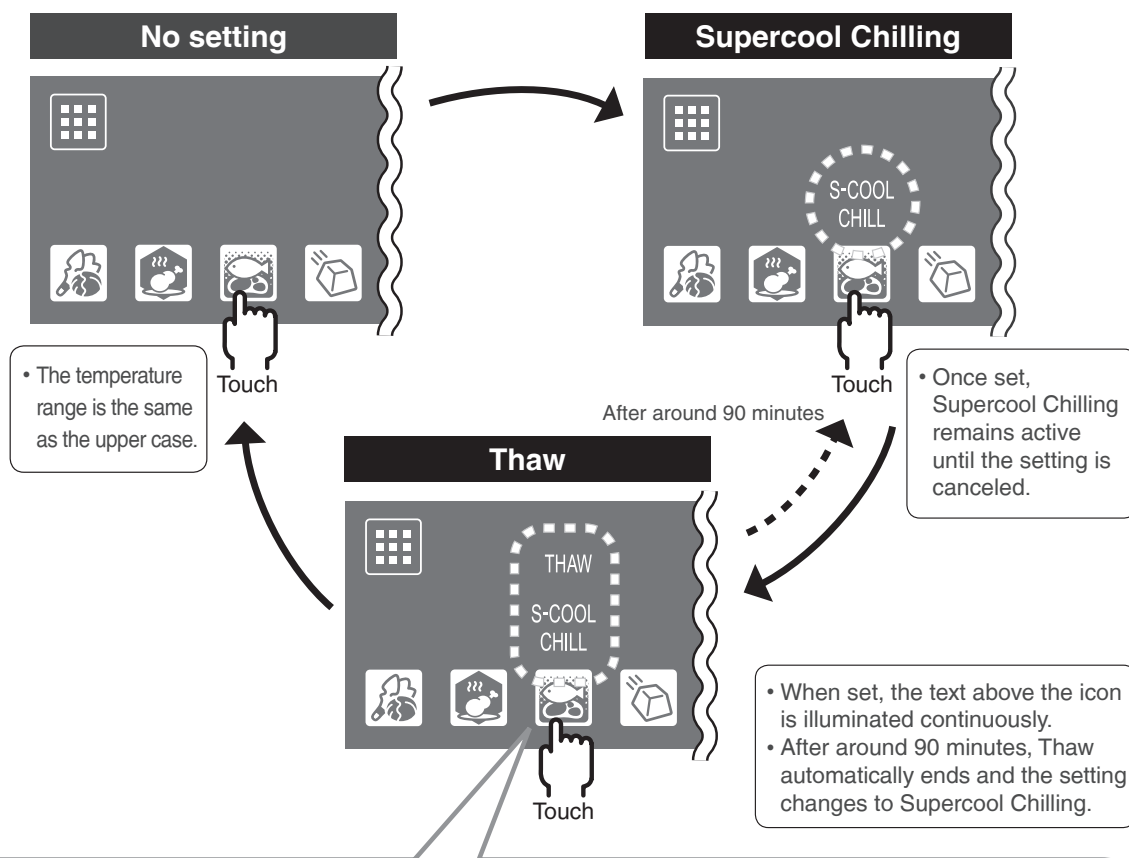 No setting
Supercool Chilling
S-COOL
CHILL
Touch
• The temperature
range is the same
as the upper case.
Touch
• Once set,
Supercool Chilling
remains active
until the setting is
canceled.
After around 90 minutes
Thaw
THAW
S-COOL
CHILL
Touch
• When set, the text above the icon
is illuminated continuously.
• After around 90 minutes, Thaw
automatically ends and the setting
changes to Supercool Chilling.